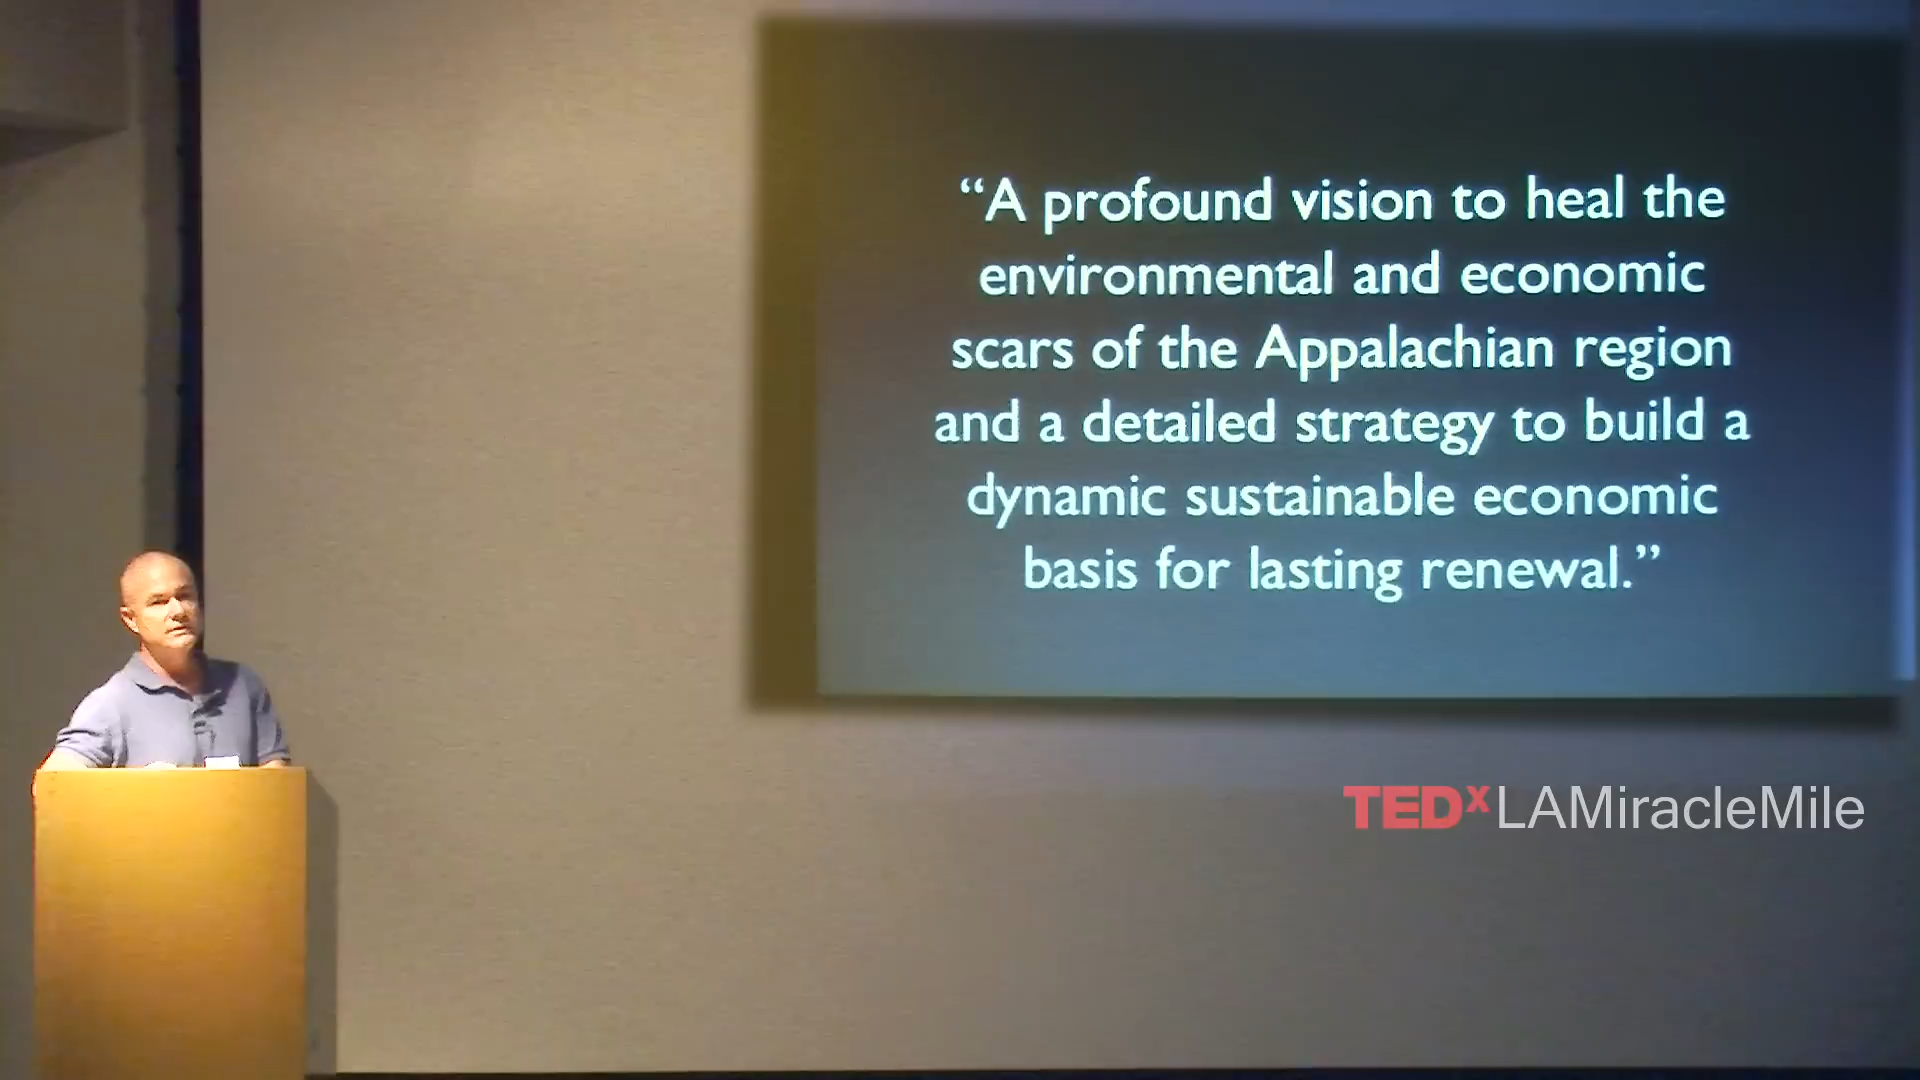 “A profound vision to heal the
environmental and economic
scars of the Appalachian region
and a detailed strategy to build a
dynamic sustainable economic
basis for lasting renewal.”
TEDxLAMiracleMile